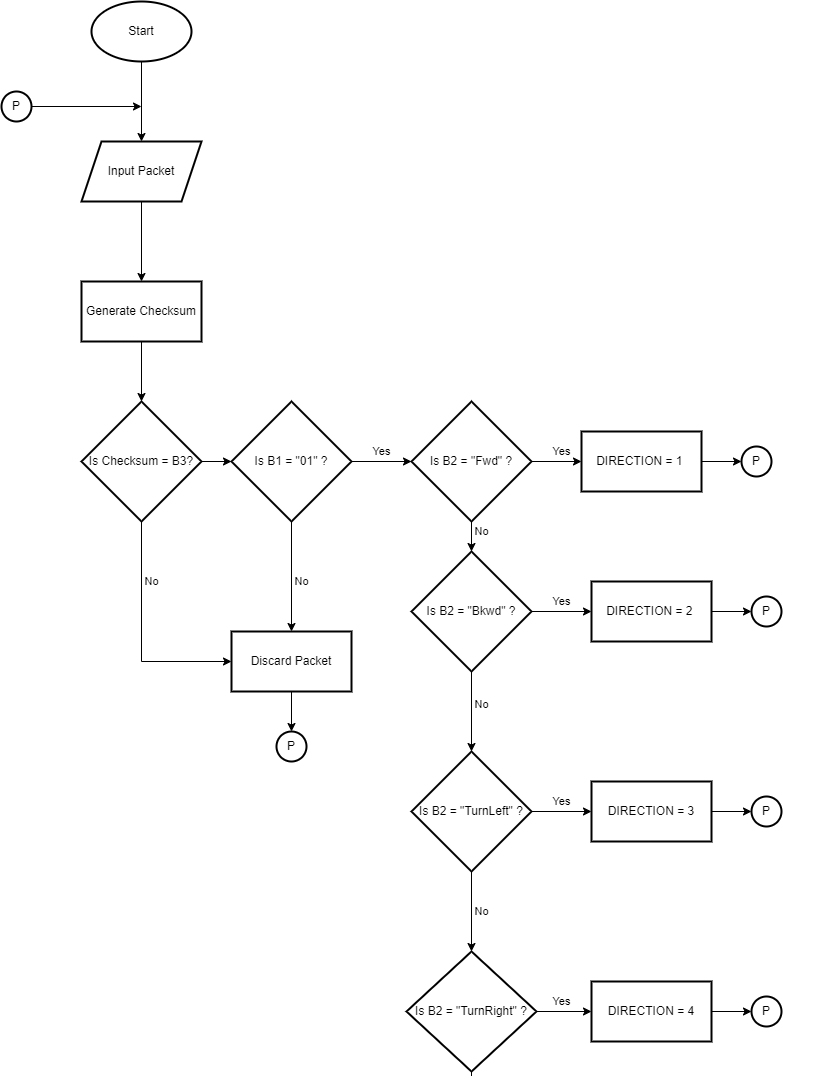 Start
P
Input Packet
Generate Checksum
Is Checksum = B3?
Is B1 = "01" ?
Yes
Is B2 = "Fwd" ?
Yes
DIRECTION = 1
P
No
No
No
Is B2 = "Bkwd" ?
Yes
DIRECTION = 2
P
Discard Packet
No
P
Is B2 = "TurnLeft" ?
Yes
DIRECTION = 3
P
No
Is B2 = "TurnRight" ?
Yes
DIRECTION = 4
P